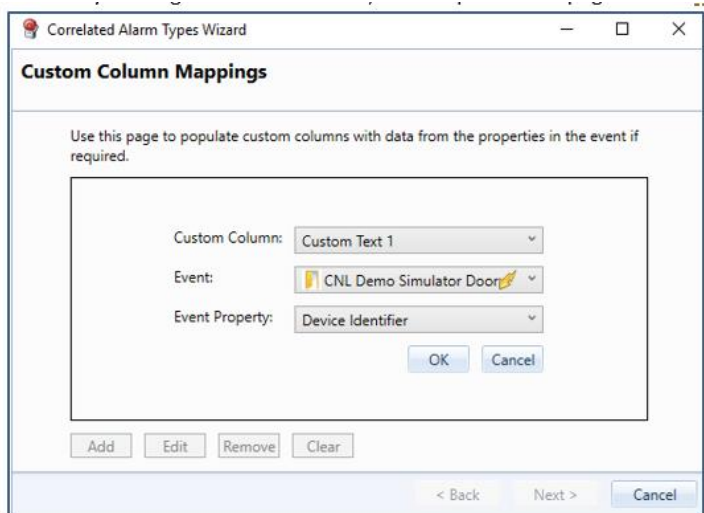 Correlated Alarm Types Wizard
Custom Column Mappings
Use this page to populate custom columns with data from the properties in the event if
required.
Custom Column: Custom Text 1
Event: CNL Demo Simulator Door
Event Property: Device Identifier
OK Cancel
Add Edit Remove Clear
< Back Next > Cancel